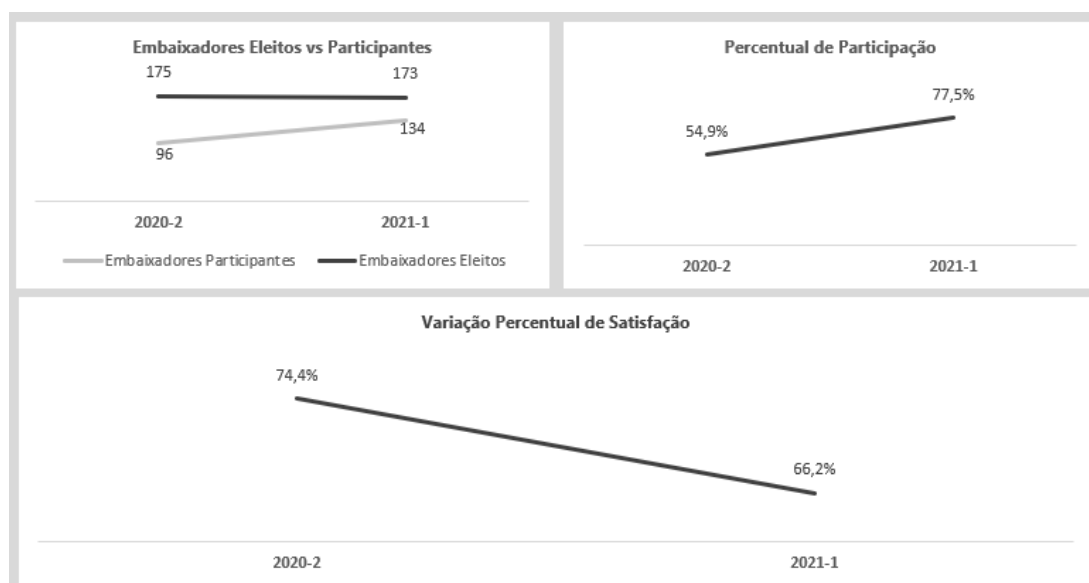 Embaixadores Eleitos vs Participantes
175
173
96
134
2020-2
2021-1
Embaixadores Participantes
Embaixadores Eleitos
Percentual de Participação
54,9%
77,5%
2020-2
2021-1
Variação Percentual de Satisfação
74,4%
66,2%
2020-2
2021-1